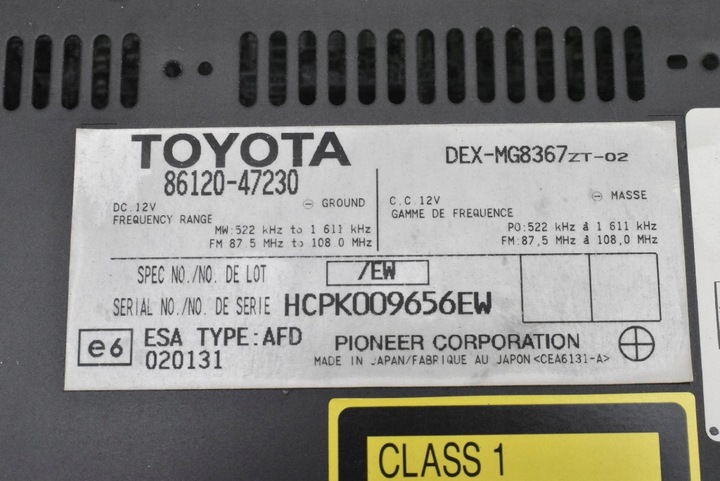 TOYOTA
86120-47230
DEX-MG8367ZT-02
DC.12V ⊖ GROUND
FREQUENCY RANGE
MW:522 kHz to 1 611 kHz
FM 87.5 MHz to 108.0 MHz
C.C.12V ⊖ MASSE
GAMME DE FREQUENCE
PO:522 kHz à 1 611 kHz
FM:87,5 MHz à 108,0 MHz
SPEC NO./NO. DE LOT /EW
SERIAL NO./NO. DE SERIE HCPK009656EW
e6 ESA TYPE:AFD
020131
PIONEER CORPORATION
MADE IN JAPAN/FABRIQUE AU JAPON <CEA6131-A>
CLASS 1